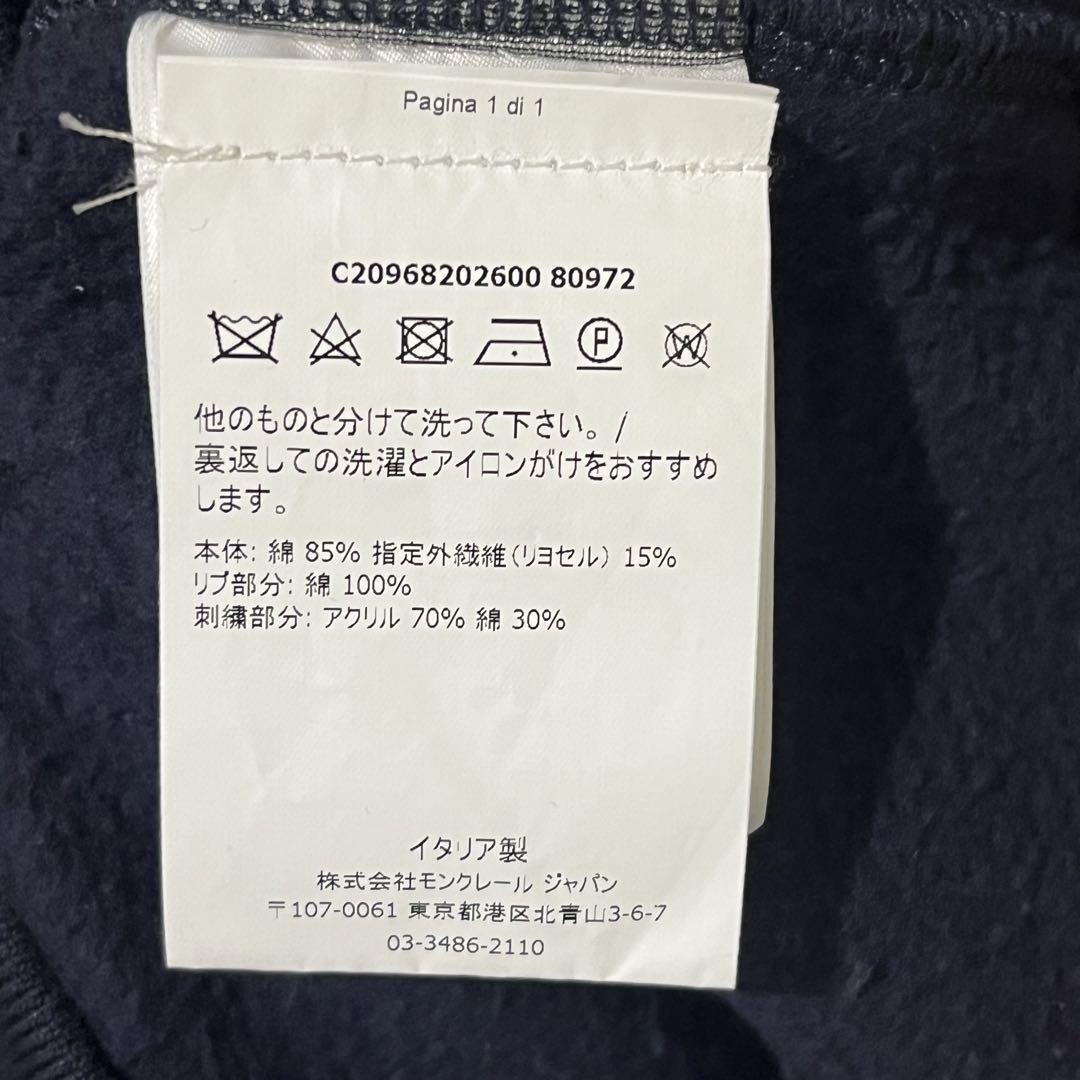 Pagina 1 di 1
C20968202600 80972
P
W
他のものと分けて洗って下さい。/
裏返しての洗濯とアイロンがけをおすすめ
します。
本体: 綿 85% 指定外繊維(リヨセル) 15%
リブ部分: 綿 100%
刺繍部分: アクリル 70% 綿 30%
イタリア製
株式会社モンクレール ジャパン
〒107-0061 東京都港区北青山3-6-7
03-3486-2110